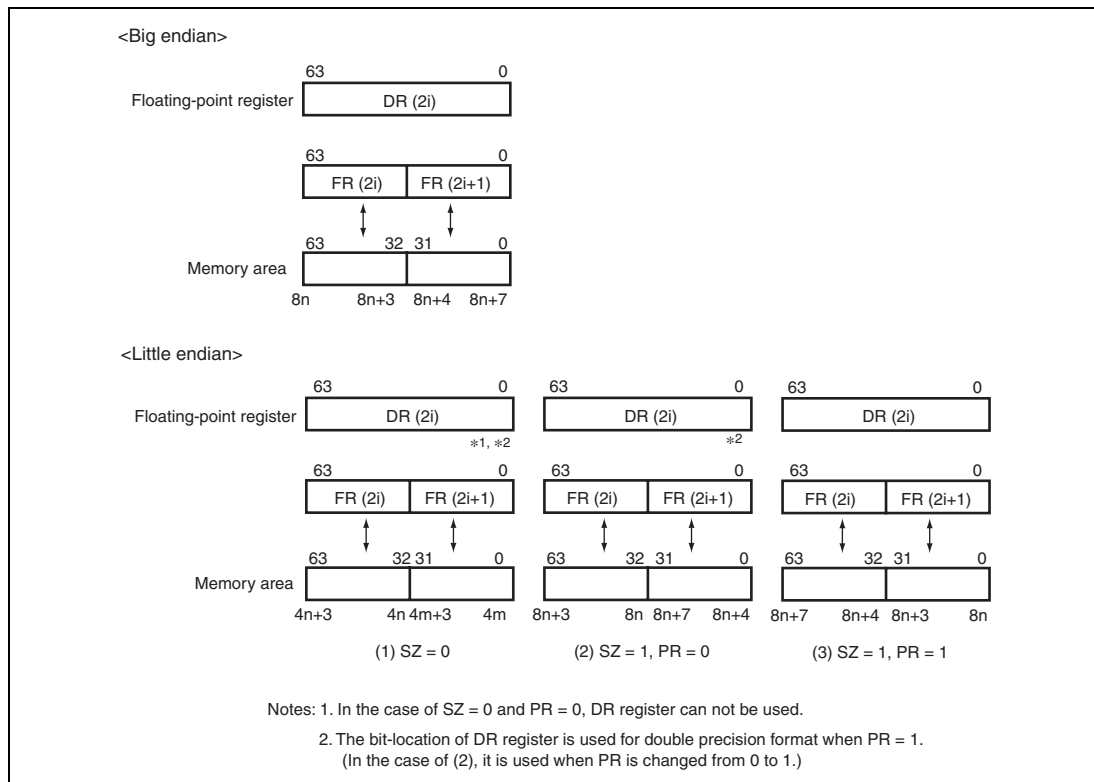 <Big endian>
63 0
Floating-point register DR (2i)
63 0
FR (2i) FR (2i+1)
63 32 31 0
Memory area
8n 8n+3 8n+4 8n+7
<Little endian>
63 0 63 0 63 0
Floating-point register DR (2i) DR (2i) DR (2i)
*1, *2 *2
63 0 63 0 63 0
FR (2i) FR (2i+1) FR (2i) FR (2i+1) FR (2i) FR (2i+1)
63 32 31 0 63 32 31 0 63 32 31 0
Memory area
4n+3 4n 4m+3 4m 8n+3 8n 8n+7 8n+4 8n+7 8n+4 8n+3 8n
(1) SZ = 0 (2) SZ = 1, PR = 0 (3) SZ = 1, PR = 1
Notes: 1. In the case of SZ = 0 and PR = 0, DR register can not be used.
2. The bit-location of DR register is used for double precision format when PR = 1.
(In the case of (2), it is used when PR is changed from 0 to 1.)